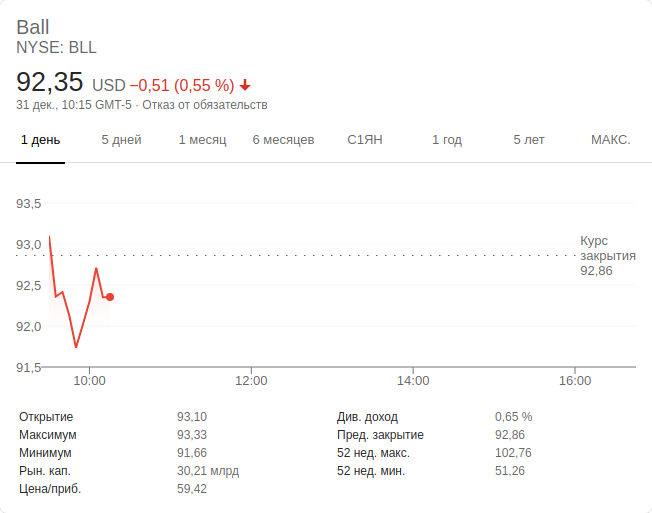 Ball
NYSE: BLL
92,35 USD −0,51 (0,55 %)
31 дек., 10:15 GMT-5 · Отказ от обязательств
1 день 5 дней 1 месяц 6 месяцев С1ЯН 1 год 5 лет МАКС.
93,5
93,0
92,5
92,0
91,5
Курс
закрытия
92,86
10:00 12:00 14:00 16:00
Открытие 93,10 Див. доход 0,65 %
Максимум 93,33 Пред. закрытие 92,86
Минимум 91,66 52 нед. макс. 102,76
Рын. кап. 30,21 млрд 52 нед. мин. 51,26
Цена/приб. 59,42